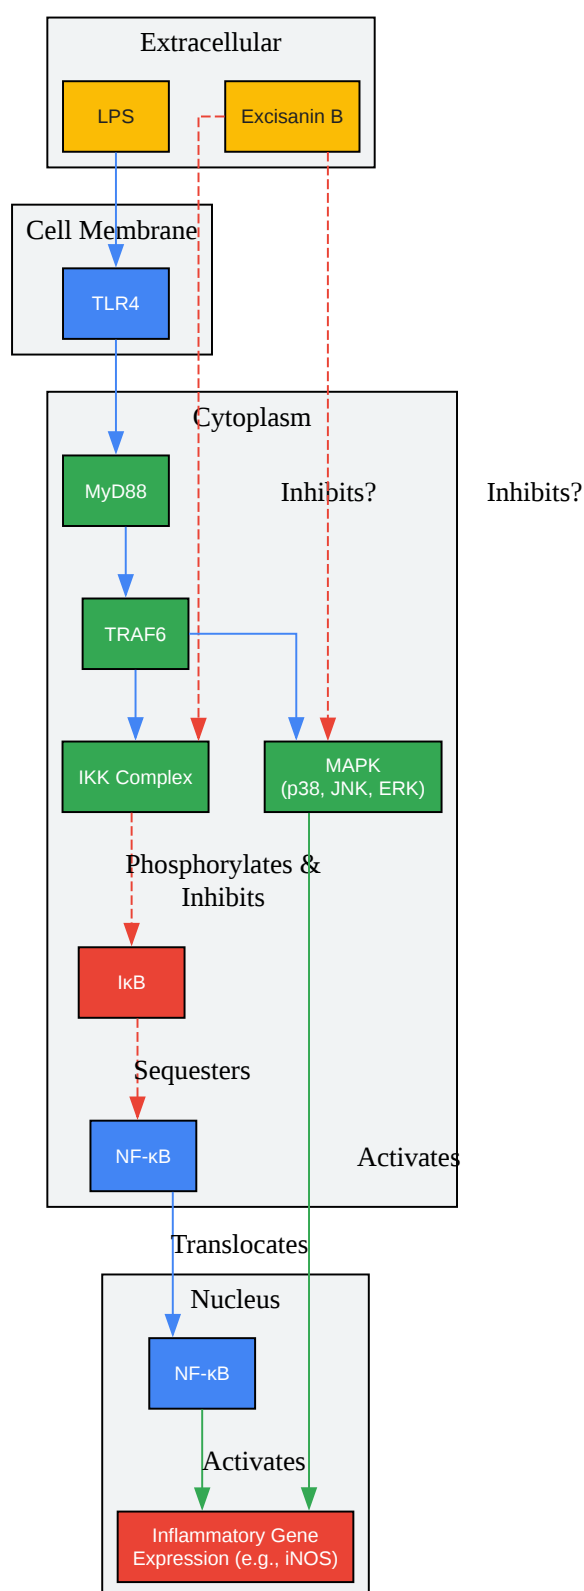 Extracellular
LPS
Excisanin B
Cell Membrane
TLR4
Cytoplasm
MyD88
Inhibits?
Inhibits?
TRAF6
IKK Complex
MAPK
(p38, JNK, ERK)
Phosphorylates &
Inhibits
IκB
Sequesters
NF-κB
Activates
Translocates
Nucleus
NF-κB
Activates
Inflammatory Gene
Expression (e.g., iNOS)